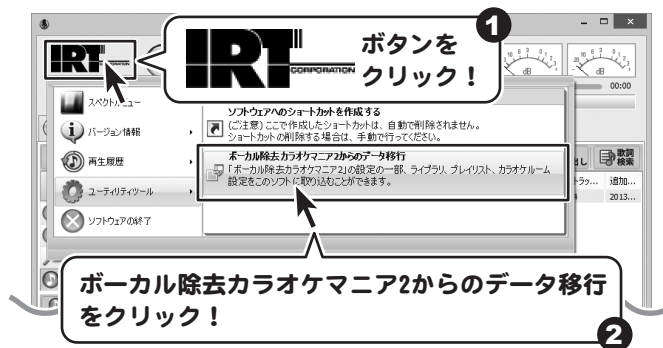 IRT
CORPORATION
IRT
CORPORATION
ボタンを
クリック！
1
dB
dB
00:00
ソフトウェアへのショートカットを作成する
(ご注意)ここで作成したショートカットは、自動で削除されません。
ショートカットの削除する場合は、手動で行ってください。
バージョン情報
ボーカル除去カラオケマニア2からのデータ移行
「ボーカル除去カラオケマニア2」の設定の一部、ライブラリ、プレイリスト、カラオケルーム
設定をこのソフトに取り込むことができます。
再生履歴
ユーティリティツール
ソフトウェアの終了
歌詞
検索
追加...
2013...
ボーカル除去カラオケマニア2からのデータ移行
をクリック！
2